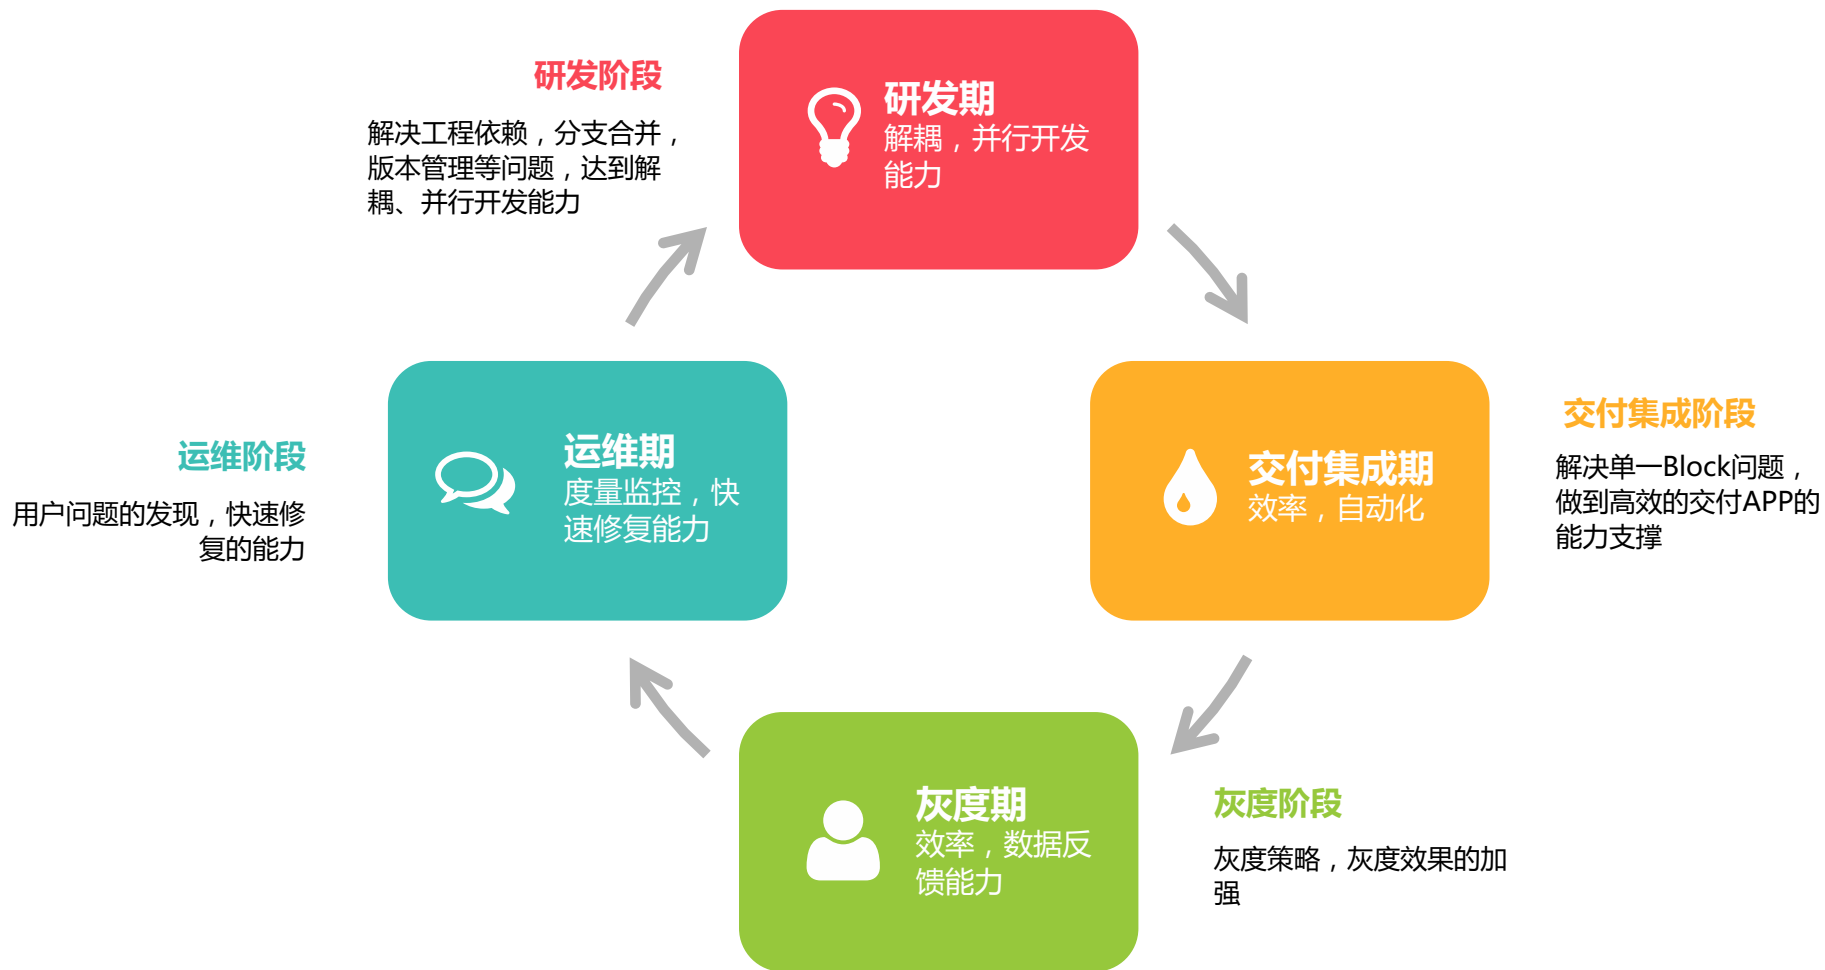 研发阶段
解决工程依赖，分支合并，
版本管理等问题，达到解
耦、并行开发能力
研发期
解耦，并行开发
能力
运维阶段
用户问题的发现，快速修
复的能力
运维期
度量监控，快
速修复能力
交付集成期
效率，自动化
交付集成阶段
解决单一Block问题，
做到高效的交付APP的
能力支撑
灰度期
效率，数据反
馈能力
灰度阶段
灰度策略，灰度效果的加
强